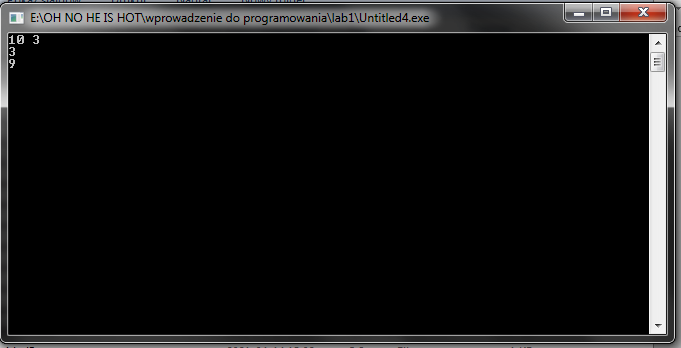 E:\OH NO HE IS HOT\wprowadzenie do programowania\lab1\Untitled4.exe
10 3
3
9